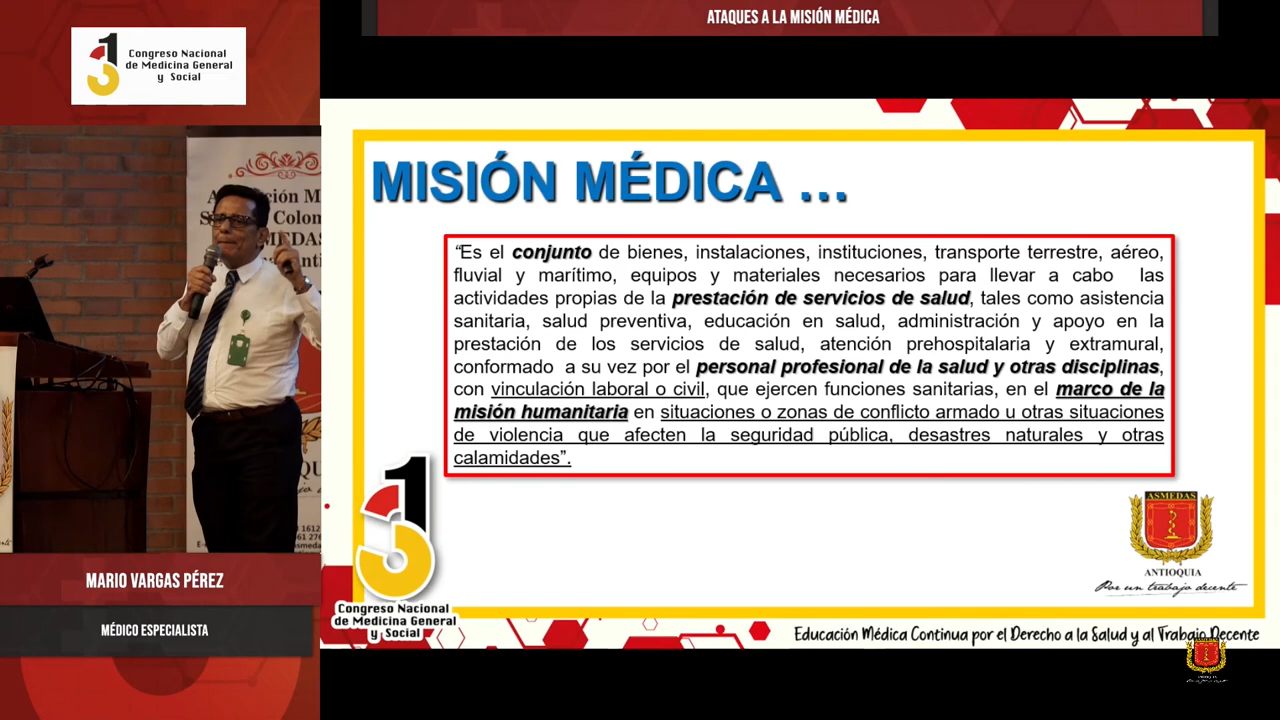 ATAQUES A LA MISIÓN MÉDICA
1
3
Congreso Nacional
de Medicina General
y Social
MISIÓN MÉDICA ...
“Es el conjunto de bienes, instalaciones, instituciones, transporte terrestre, aéreo,
fluvial y marítimo, equipos y materiales necesarios para llevar a cabo las
actividades propias de la prestación de servicios de salud, tales como asistencia
sanitaria, salud preventiva, educación en salud, administración y apoyo en la
prestación de los servicios de salud, atención prehospitalaria y extramural,
conformado a su vez por el personal profesional de la salud y otras disciplinas,
con vinculación laboral o civil, que ejercen funciones sanitarias, en el marco de la
misión humanitaria en situaciones o zonas de conflicto armado u otras situaciones
de violencia que afecten la seguridad pública, desastres naturales y otras
calamidades”.
1
3
Congreso Nacional
de Medicina General
y Social
ASMEDAS
ANTIOQUIA
Por un trabajo decente
Educación Médica Continua por el Derecho a la Salud y al Trabajo Decente
MARIO VARGAS PÉREZ
MÉDICO ESPECIALISTA